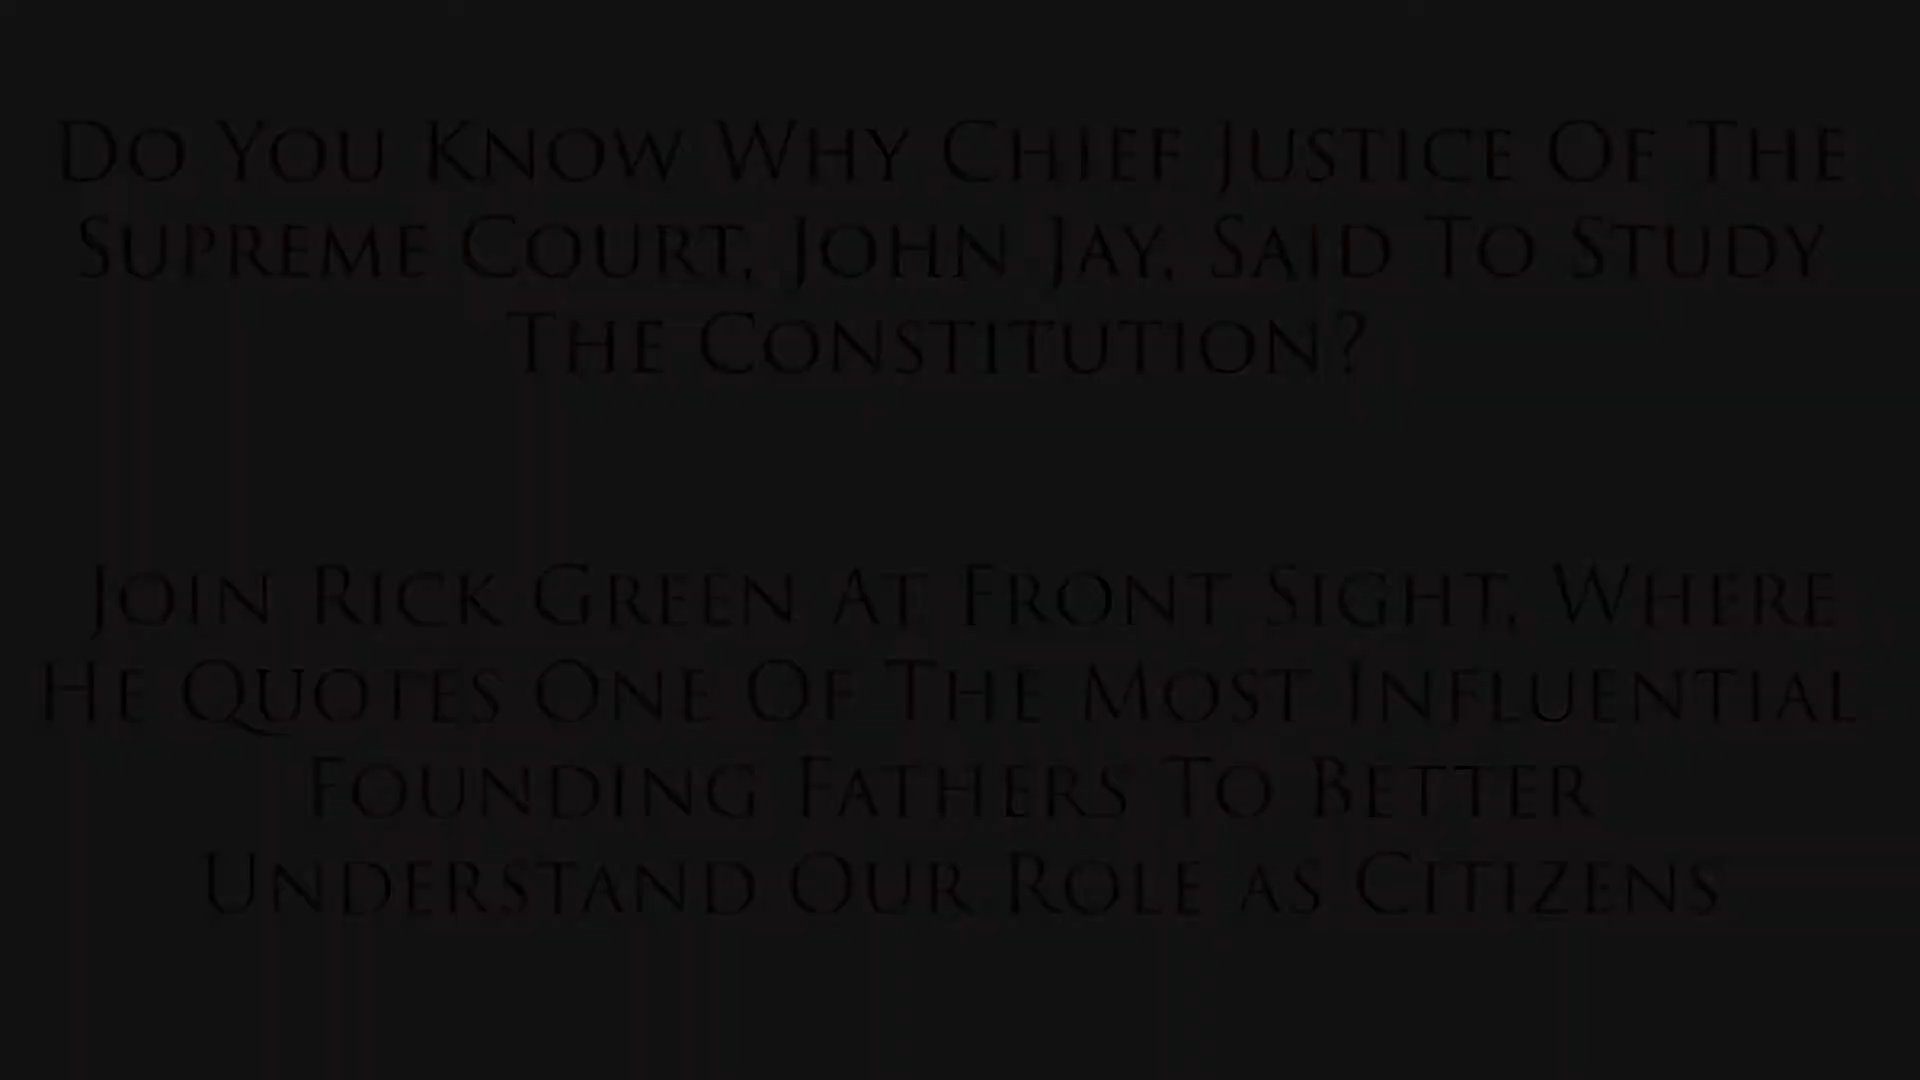 Do You Know Why Chief Justice Of The
Supreme Court, John Jay, Said To Study
The Constitution?
Join Rick Green At Front Sight, Where
He Quotes One Of The Most Influential
Founding Fathers To Better
Understand Our Role as Citizens